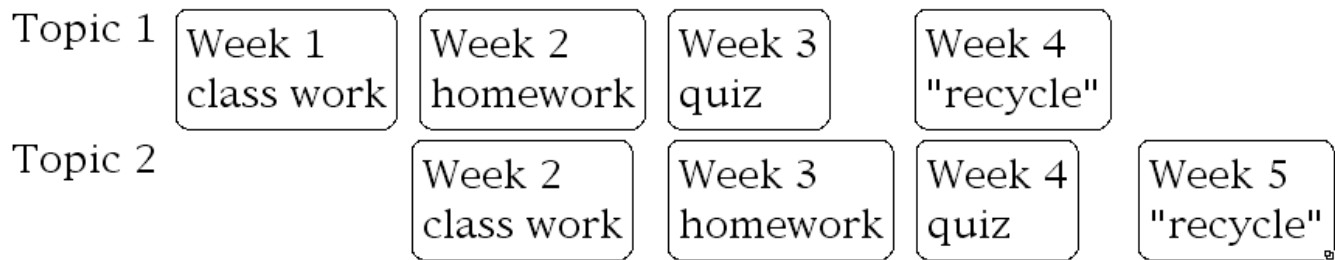 Topic 1
Week 1
class work
Week 2
homework
Week 3
quiz
Week 4
"recycle"
Topic 2
Week 2
class work
Week 3
homework
Week 4
quiz
Week 5
"recycle"